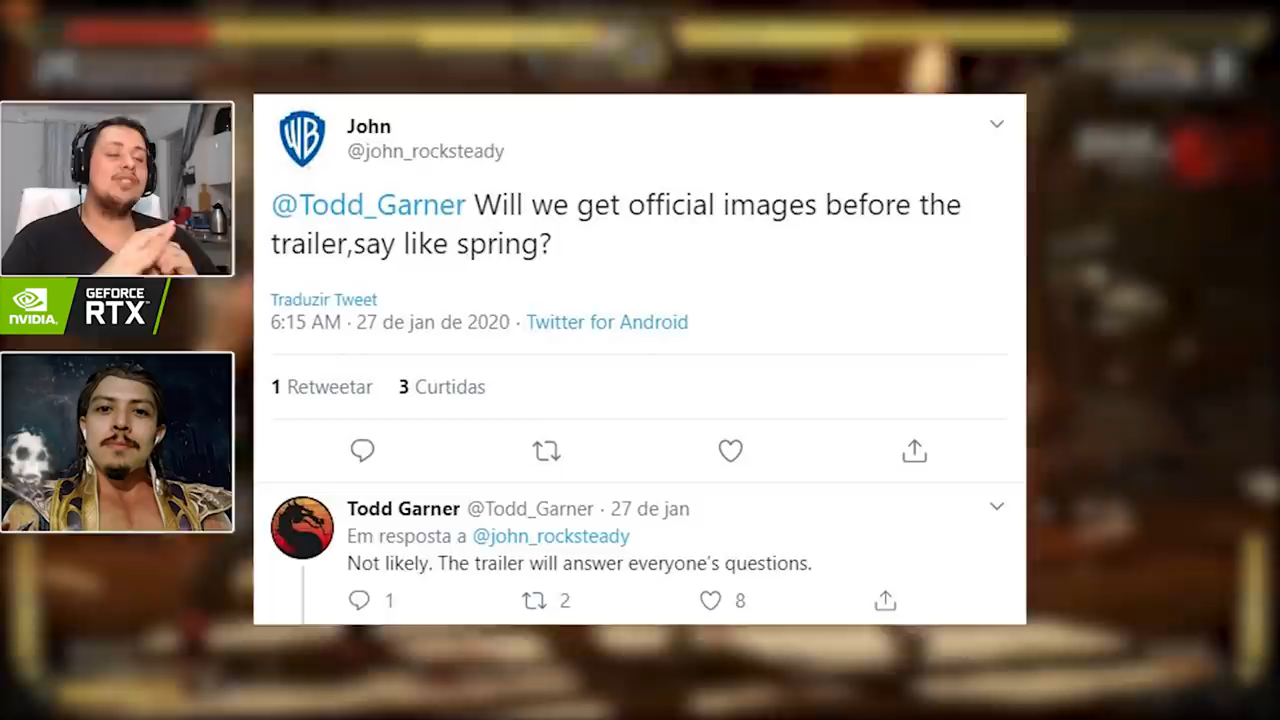 John
@john_rocksteady
@Todd_Garner Will we get official images before the
trailer,say like spring?
Traduzir Tweet
6:15 AM · 27 de jan de 2020 · Twitter for Android
1 Retweetar 3 Curtidas
Todd Garner @Todd_Garner · 27 de jan
Em resposta a @john_rocksteady
Not likely. The trailer will answer everyone’s questions.
1 2 8
WB
NVIDIA.
GEFORCE
RTX™